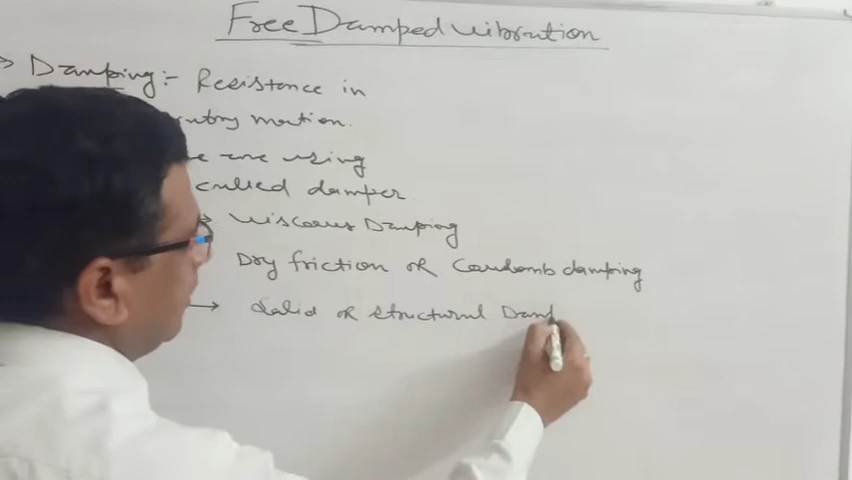 Free Damped vibration
→ Damping :- Resistance in
motion.
are using
called damper
→ Viscous Damping
Dry friction or Coulomb damping
→ Solid or structural Damp